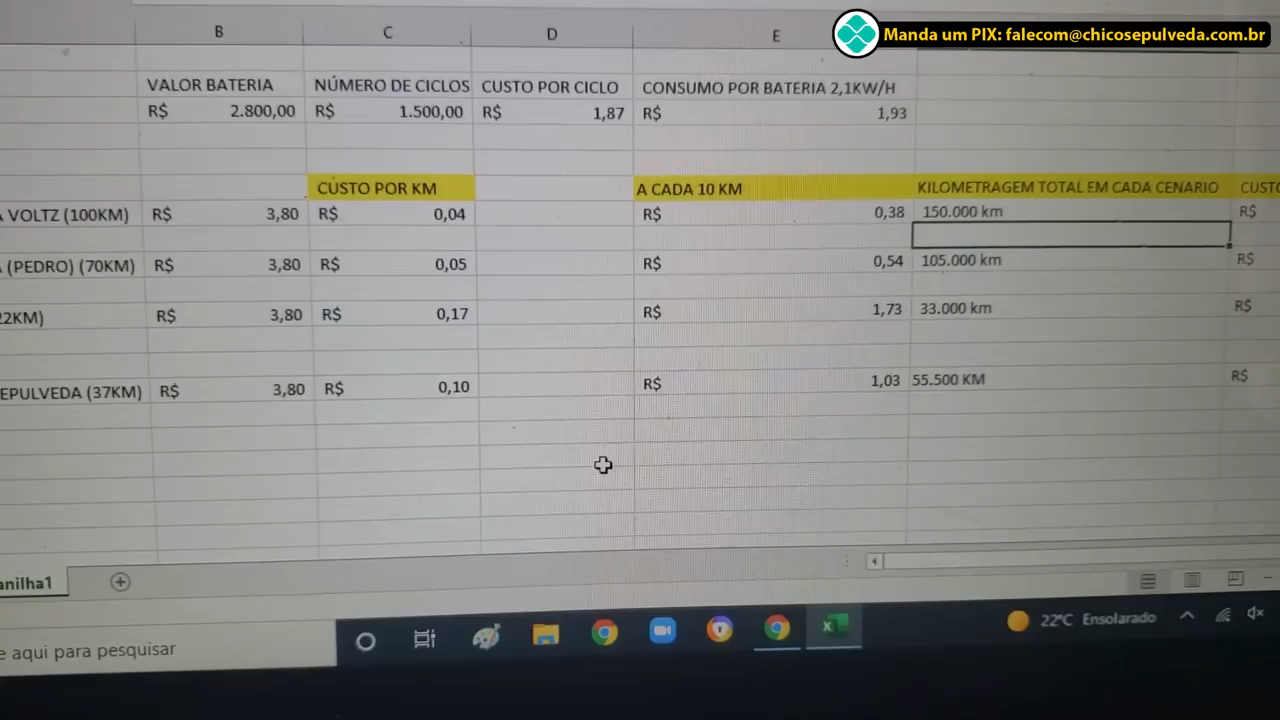 Manda um PIX: falecom@chicosepulveda.com.br
B C D E
VALOR BATERIA NÚMERO DE CICLOS CUSTO POR CICLO CONSUMO POR BATERIA 2,1KW/H
R$ 2.800,00 R$ 1.500,00 R$ 1,87 R$ 1,93
CUSTO POR KM A CADA 10 KM KILOMETRAGEM TOTAL EM CADA CENARIO CUSTO
A VOLTZ (100KM) R$ 3,80 R$ 0,04 R$ 0,38 150.000 km R$
A (PEDRO) (70KM) R$ 3,80 R$ 0,05 R$ 0,54 105.000 km R$
22KM) R$ 3,80 R$ 0,17 R$ 1,73 33.000 km R$
EPULVEDA (37KM) R$ 3,80 R$ 0,10 R$ 1,03 55.500 KM R$
anilha1
e aqui para pesquisar
22°C Ensolarado